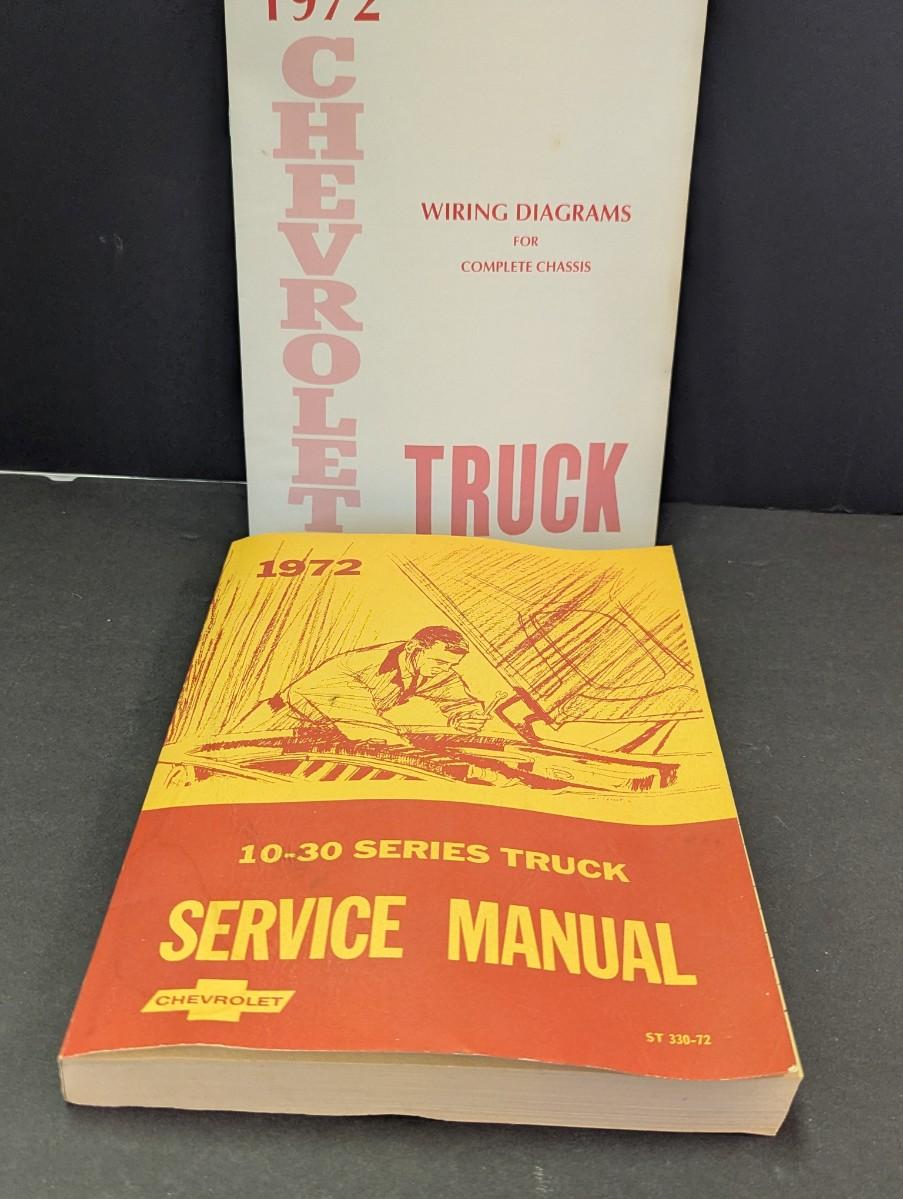 1972
CHEVROLET
WIRING DIAGRAMS
FOR
COMPLETE CHASSIS
TRUCK
1972
10-30 SERIES TRUCK
SERVICE MANUAL
CHEVROLET
ST 330-72